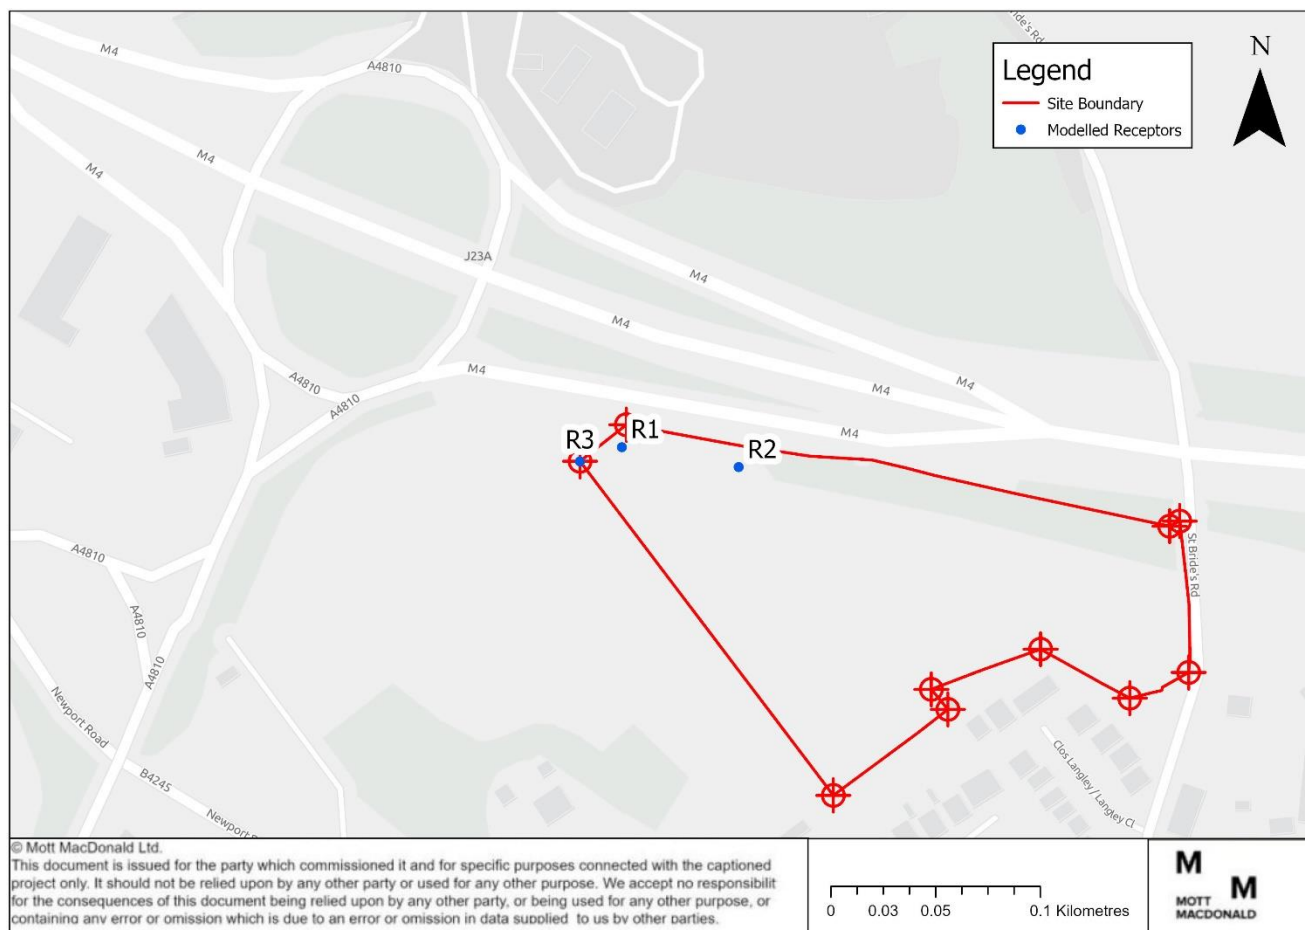 M4
A4810
Bride's Rd
N
Legend
Site Boundary
Modelled Receptors
M4
M4
J23A
M4
M4
M4
M4
M4
A4810
A4810
M4
R1
R3
R2
St Bride's Rd
A4810
A4810
A4810
Newport Road
B4245
Newport
Clos Langley / Langley Cl
© Mott MacDonald Ltd.
This document is issued for the party which commissioned it and for specific purposes connected with the captioned
project only. It should not be relied upon by any other party or used for any other purpose. We accept no responsibilit
for the consequences of this document being relied upon by any other party, or being used for any other purpose, or
containing any error or omission which is due to an error or omission in data supplied to us by other parties.
0 0.03 0.05 0.1 Kilometres
M
M
MOTT
MACDONALD